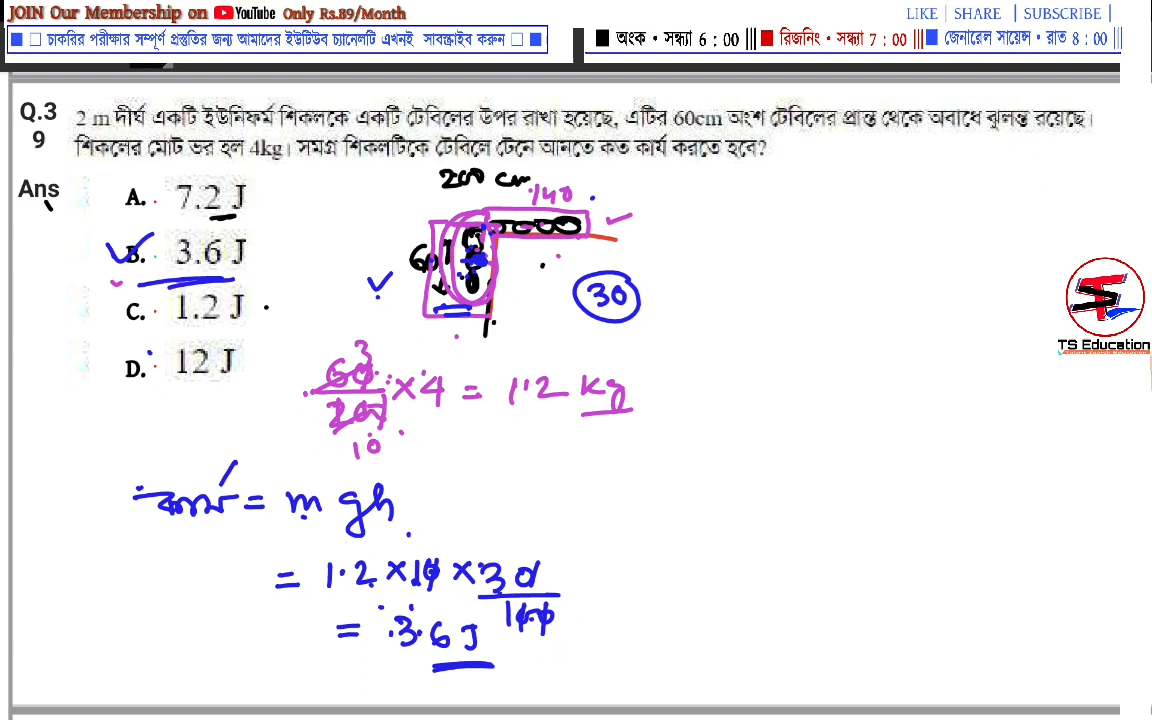 JOIN Our Membership on YouTube Only Rs.89/Month
LIKE | SHARE | SUBSCRIBE |
■ □ চাকরির পরীক্ষার সম্পূর্ণ প্রস্তুতির জন্য আমাদের ইউটিউব চ্যানেলটি এখনই সাবস্ক্রাইব করুন □ ■
■ অংক • সন্ধ্যা 6 : 00 ||| ■ রিজনিং • সন্ধ্যা 7 : 00 ||| ■ জেনারেল সায়েন্স • রাত 8 : 00 |||
Q.39 2 m দীর্ঘ একটি ইউনিফর্ম শিকলকে একটি টেবিলের উপর রাখা হয়েছে, এটির 60cm অংশ টেবিলের প্রান্ত থেকে অবাধে ঝুলন্ত রয়েছে।
শিকলের মোট ভর হল 4kg। সমগ্র শিকলটিকে টেবিলে টেনে আনতে কত কার্য করতে হবে?
Ans
A. 7.2 J
B. 3.6 J
C. 1.2 J
D. 12 J
200 cm
140
60
30
60/200 × 4 = 1.2 kg
3
10
কার্য = m gh
= 1.2 × 10 × 30/100
= 3.6 J
TS Education